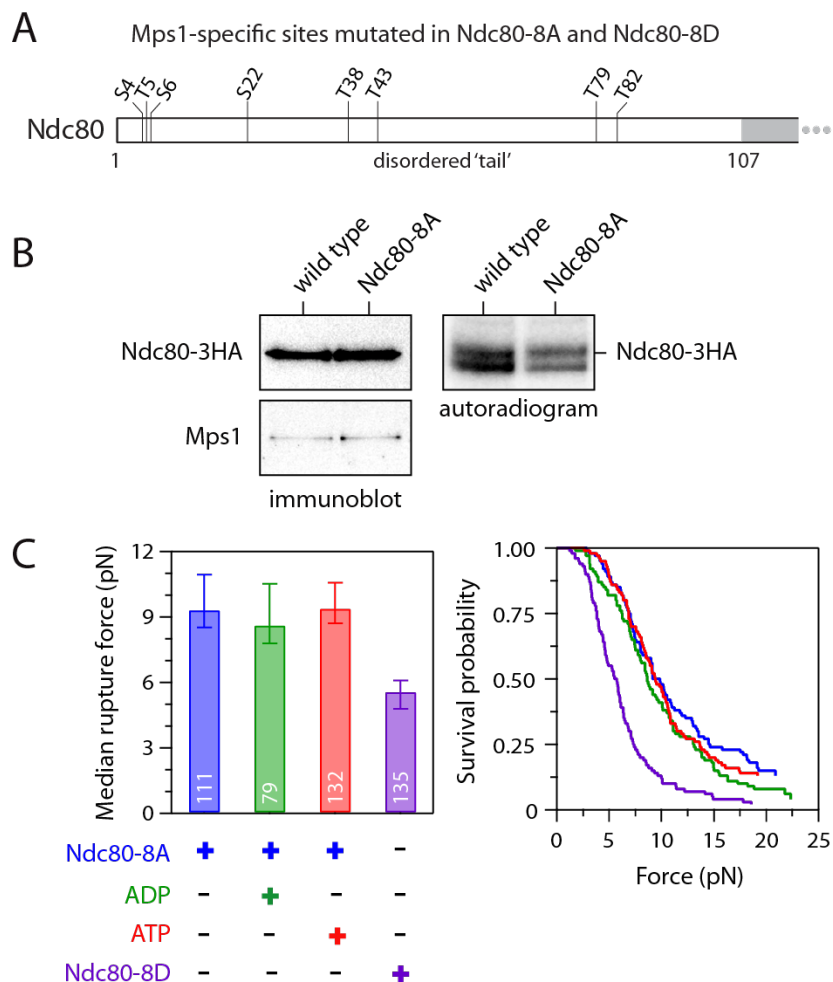 A
Mps1-specific sites mutated in Ndc80-8A and Ndc80-8D
S4 T5 S6 S22 T38 T43 T79 T82
Ndc80
1 disordered 'tail' 107
B
wild type Ndc80-8A wild type Ndc80-8A
Ndc80-3HA Ndc80-3HA
autoradiogram
Mps1
immunoblot
C
Median rupture force (pN)
12
9
6
3
0
111 79 132 135
Ndc80-8A + + + –
ADP – + – –
ATP – – + –
Ndc80-8D – – – +
Survival probability
1.00
0.75
0.50
0.25
0
0 5 10 15 20 25
Force (pN)